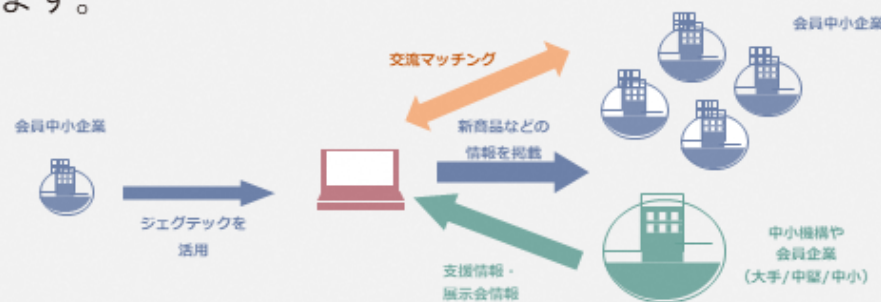 ます。
会員中小企業
交流マッチング
会員中小企業
新商品などの
情報を掲載
ジェグテックを
活用
中小機構や
会員企業
（大手/中堅/中小）
支援情報・
展示会情報